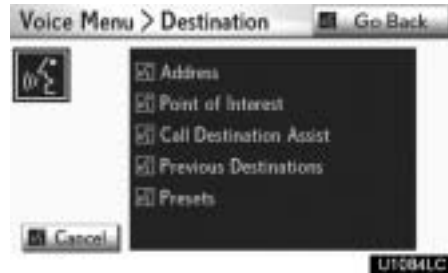 Voice Menu > Destination
Go Back
Address
Point of Interest
Call Destination Assist
Previous Destinations
Presets
Cancel
U1084LC